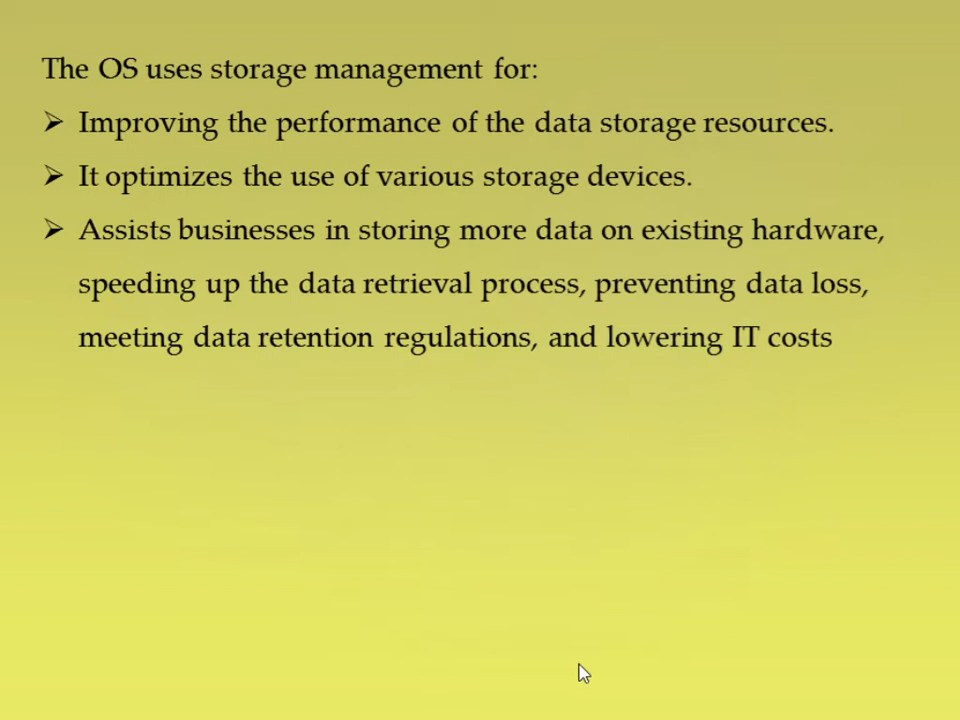 The OS uses storage management for:
➢ Improving the performance of the data storage resources.
➢ It optimizes the use of various storage devices.
➢ Assists businesses in storing more data on existing hardware,
speeding up the data retrieval process, preventing data loss,
meeting data retention regulations, and lowering IT costs